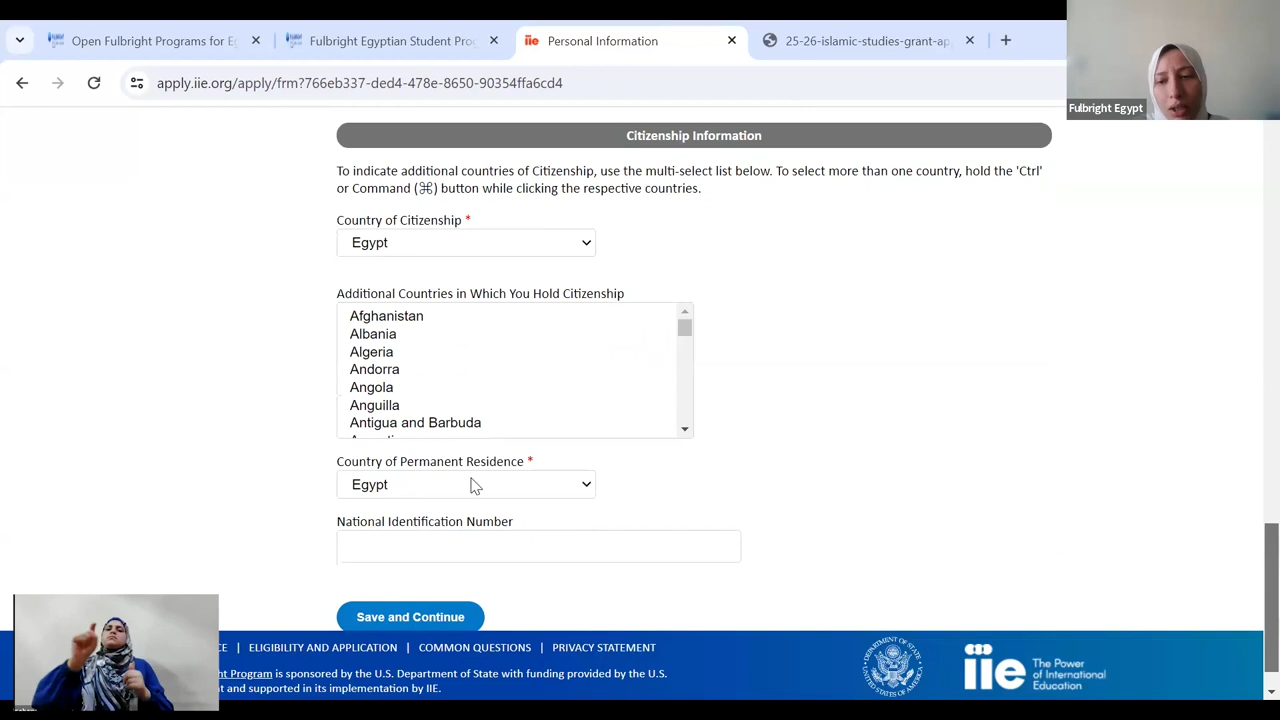 Open Fulbright Programs for E
Fulbright Egyptian Student Pro
iie Personal Information
25-26-islamic-studies-grant-ap
apply.iie.org/apply/frm?766eb337-ded4-478e-8650-90354ffa6cd4
Fulbright Egypt
Citizenship Information
To indicate additional countries of Citizenship, use the multi-select list below. To select more than one country, hold the 'Ctrl'
or Command (⌘) button while clicking the respective countries.
Country of Citizenship *
Egypt
Additional Countries in Which You Hold Citizenship
Afghanistan
Albania
Algeria
Andorra
Angola
Anguilla
Antigua and Barbuda
Country of Permanent Residence *
Egypt
National Identification Number
Save and Continue
CE | ELIGIBILITY AND APPLICATION | COMMON QUESTIONS | PRIVACY STATEMENT
ht Program is sponsored by the U.S. Department of State with funding provided by the U.S.
nt and supported in its implementation by IIE.
iie The Power
of International
Education